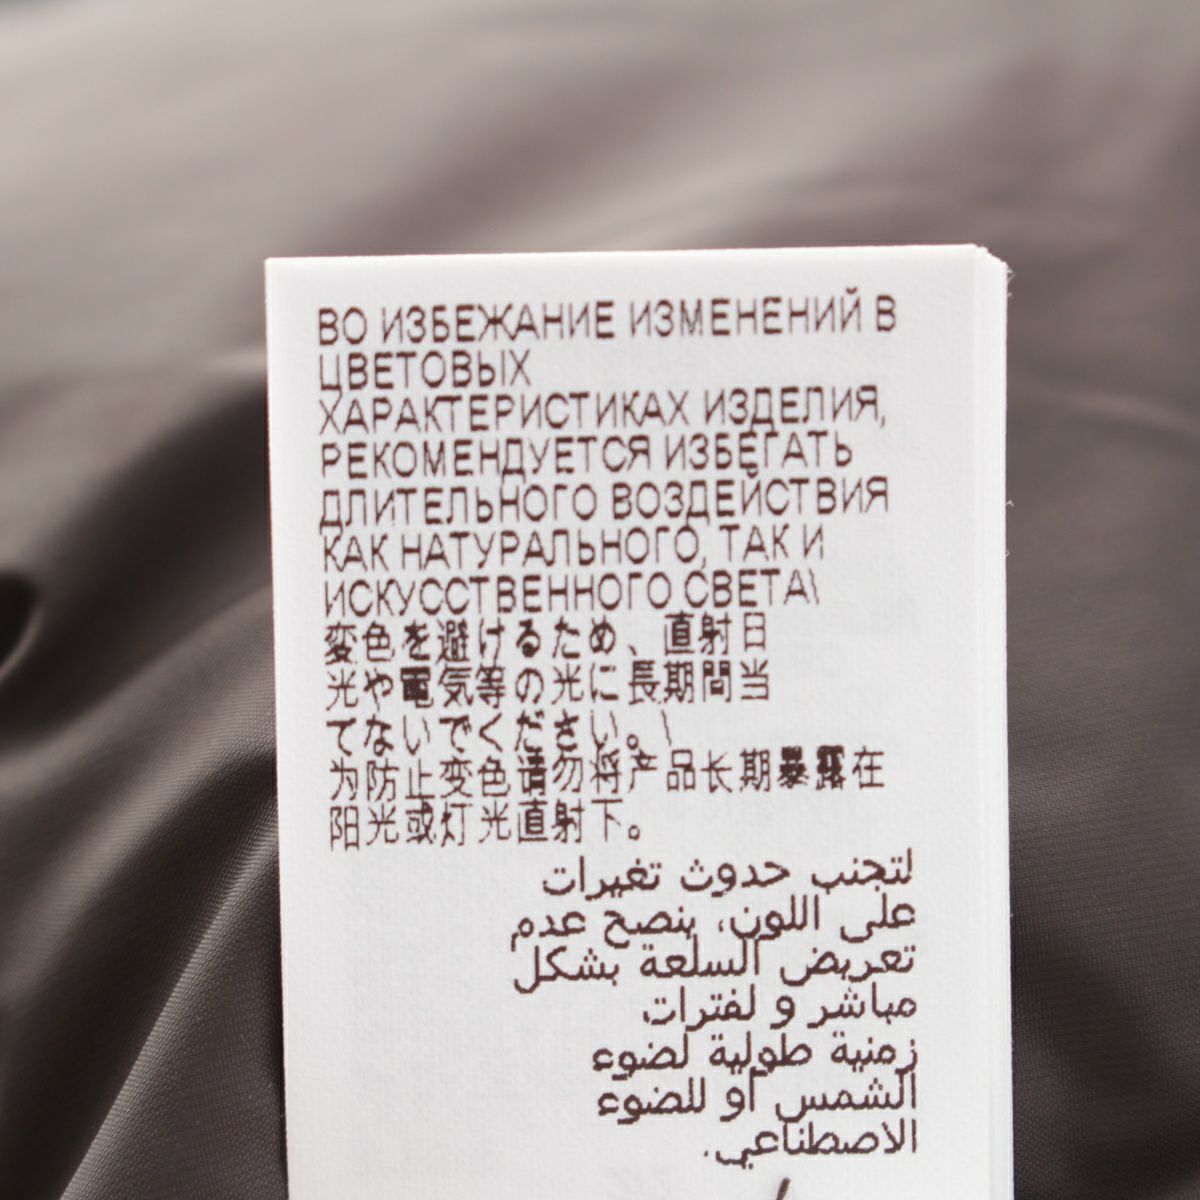 ВО ИЗБЕЖАНИЕ ИЗМЕНЕНИЙ В
ЦВЕТОВЫХ
ХАРАКТЕРИСТИКАХ ИЗДЕЛИЯ,
РЕКОМЕНДУЕТСЯ ИЗБЕГАТЬ
ДЛИТЕЛЬНОГО ВОЗДЕЙСТВИЯ
КАК НАТУРАЛЬНОГО, ТАК И
ИСКУССТВЕННОГО СВЕТА\
変色を避けるため、直射日
光や電気等の光に長期間当
てないでください。\
为防止变色请勿将产品长期暴露在
阳光或灯光直射下。
لتجنب حدوث تغيرات
على اللون، ينصح عدم
تعريض السلعة بشكل
مباشر و لفترات
زمنية طولية لضوء
الشمس أو للضوء
الاصطناعي.